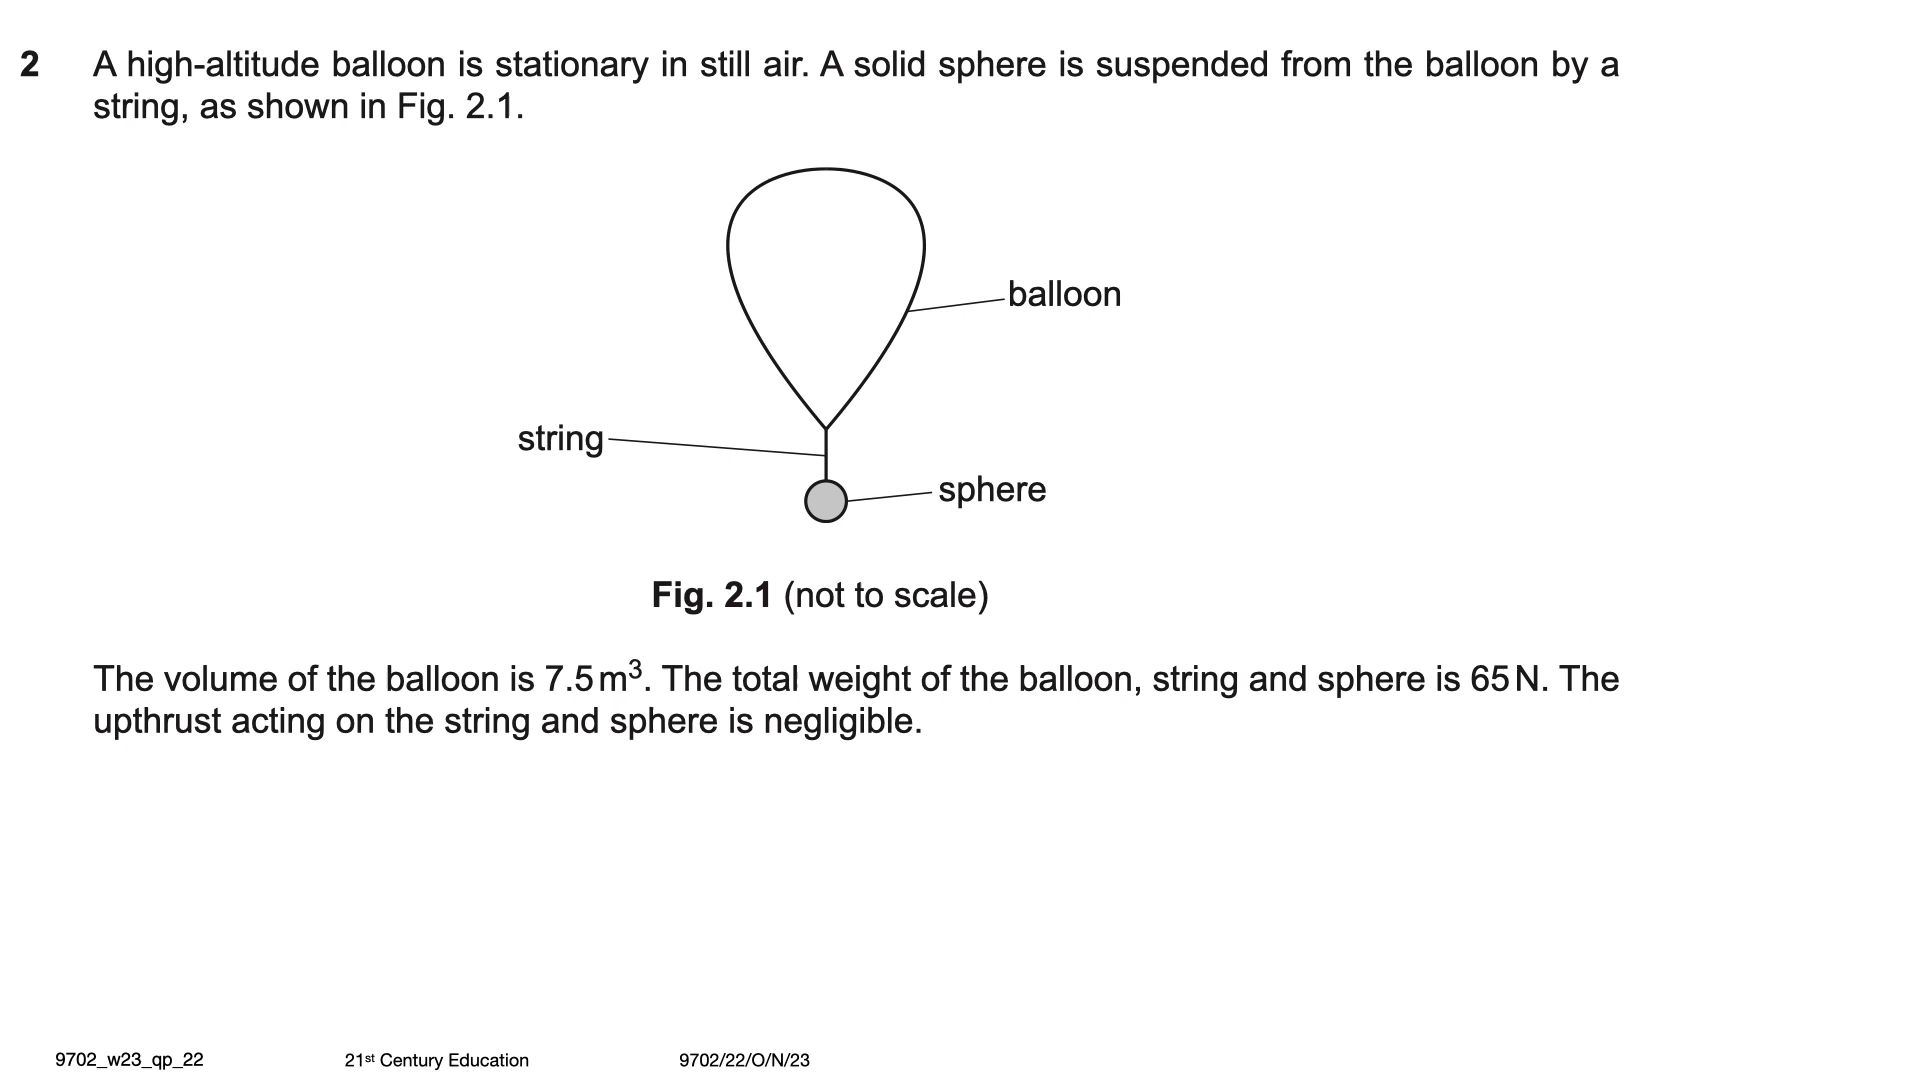 2 A high-altitude balloon is stationary in still air. A solid sphere is suspended from the balloon by a
string, as shown in Fig. 2.1.
balloon
string
sphere
Fig. 2.1 (not to scale)
The volume of the balloon is 7.5 m³. The total weight of the balloon, string and sphere is 65 N. The
upthrust acting on the string and sphere is negligible.
9702_w23_qp_22 21st Century Education 9702/22/O/N/23